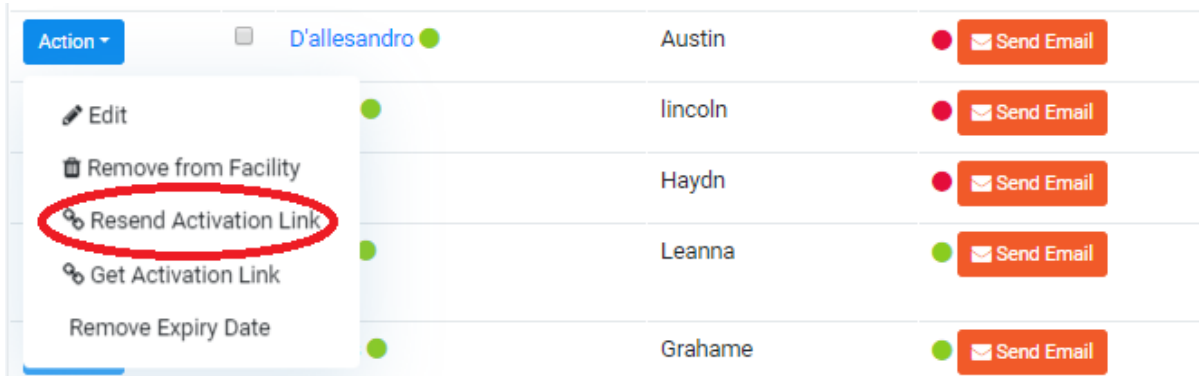 Action D'allesandro Austin Send Email
Edit lincoln Send Email
Remove from Facility Haydn Send Email
Resend Activation Link
Leanna Send Email
Get Activation Link
Remove Expiry Date
Grahame Send Email